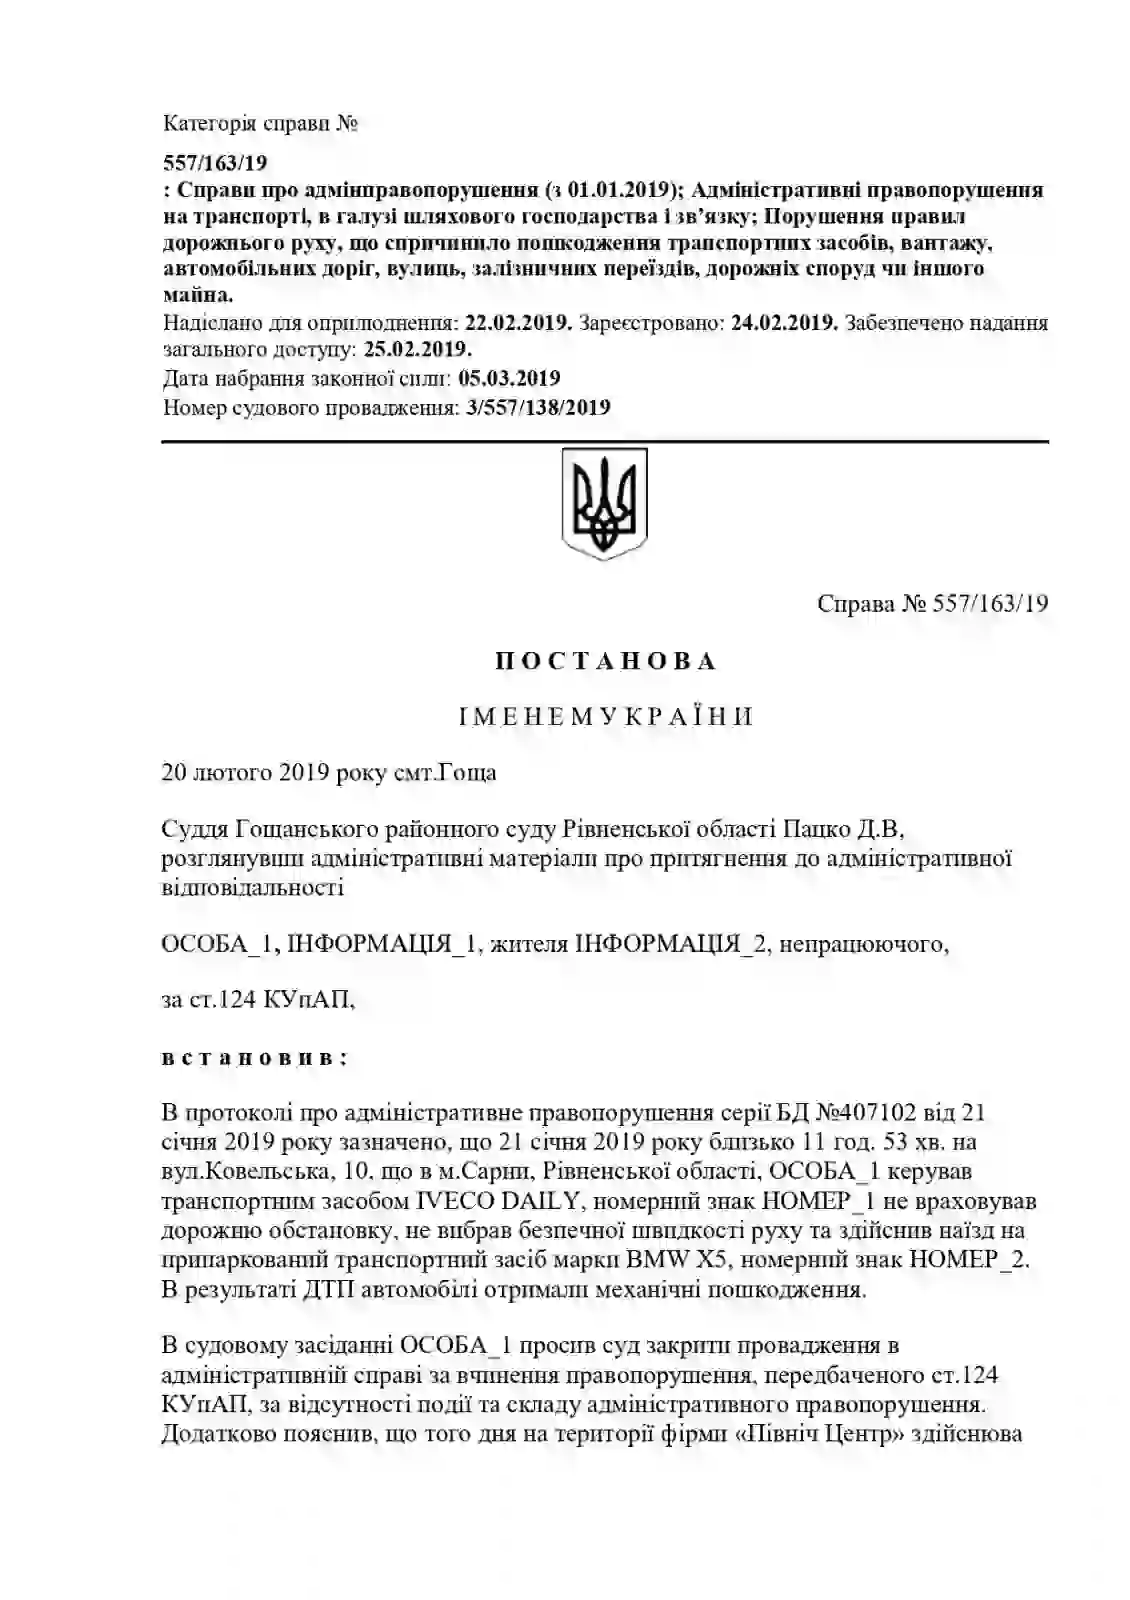 Категорія справи №
557/163/19
: Справи про адмінправопорушення (з 01.01.2019); Адміністративні правопорушення
на транспорті, в галузі шляхового господарства і зв’язку; Порушення правил
дорожнього руху, що спричинило пошкодження транспортних засобів, вантажу,
автомобільних доріг, вулиць, залізничних переїздів, дорожніх споруд чи іншого
майна.
Надіслано для оприлюднення: 22.02.2019. Зареєстровано: 24.02.2019. Забезпечено надання
загального доступу: 25.02.2019.
Дата набрання законної сили: 05.03.2019
Номер судового провадження: 3/557/138/2019
Справа № 557/163/19
П О С Т А Н О В А
І М Е Н Е М У К Р А Ї Н И
20 лютого 2019 року смт.Гоща
Суддя Гощанського районного суду Рівненської області Пацко Д.В,
розглянувши адміністративні матеріали про притягнення до адміністративної
відповідальності
ОСОБА_1, ІНФОРМАЦІЯ_1, жителя ІНФОРМАЦІЯ_2, непрацюючого,
за ст.124 КУпАП,
в с т а н о в и в :
В протоколі про адміністративне правопорушення серії БД №407102 від 21
січня 2019 року зазначено, що 21 січня 2019 року близько 11 год. 53 хв. на
вул.Ковельська, 10, що в м.Сарни, Рівненської області, ОСОБА_1 керував
транспортним засобом IVECO DAILY, номерний знак НОМЕР_1 не враховував
дорожню обстановку, не вибрав безпечної швидкості руху та здійснив наїзд на
припаркований транспортний засіб марки BMW X5, номерний знак НОМЕР_2.
В результаті ДТП автомобілі отримали механічні пошкодження.
В судовому засіданні ОСОБА_1 просив суд закрити провадження в
адміністративній справі за вчинення правопорушення, передбаченого ст.124
КУпАП, за відсутності події та складу адміністративного правопорушення.
Додатково пояснив, що того дня на території фірми «Північ Центр» здійснюва